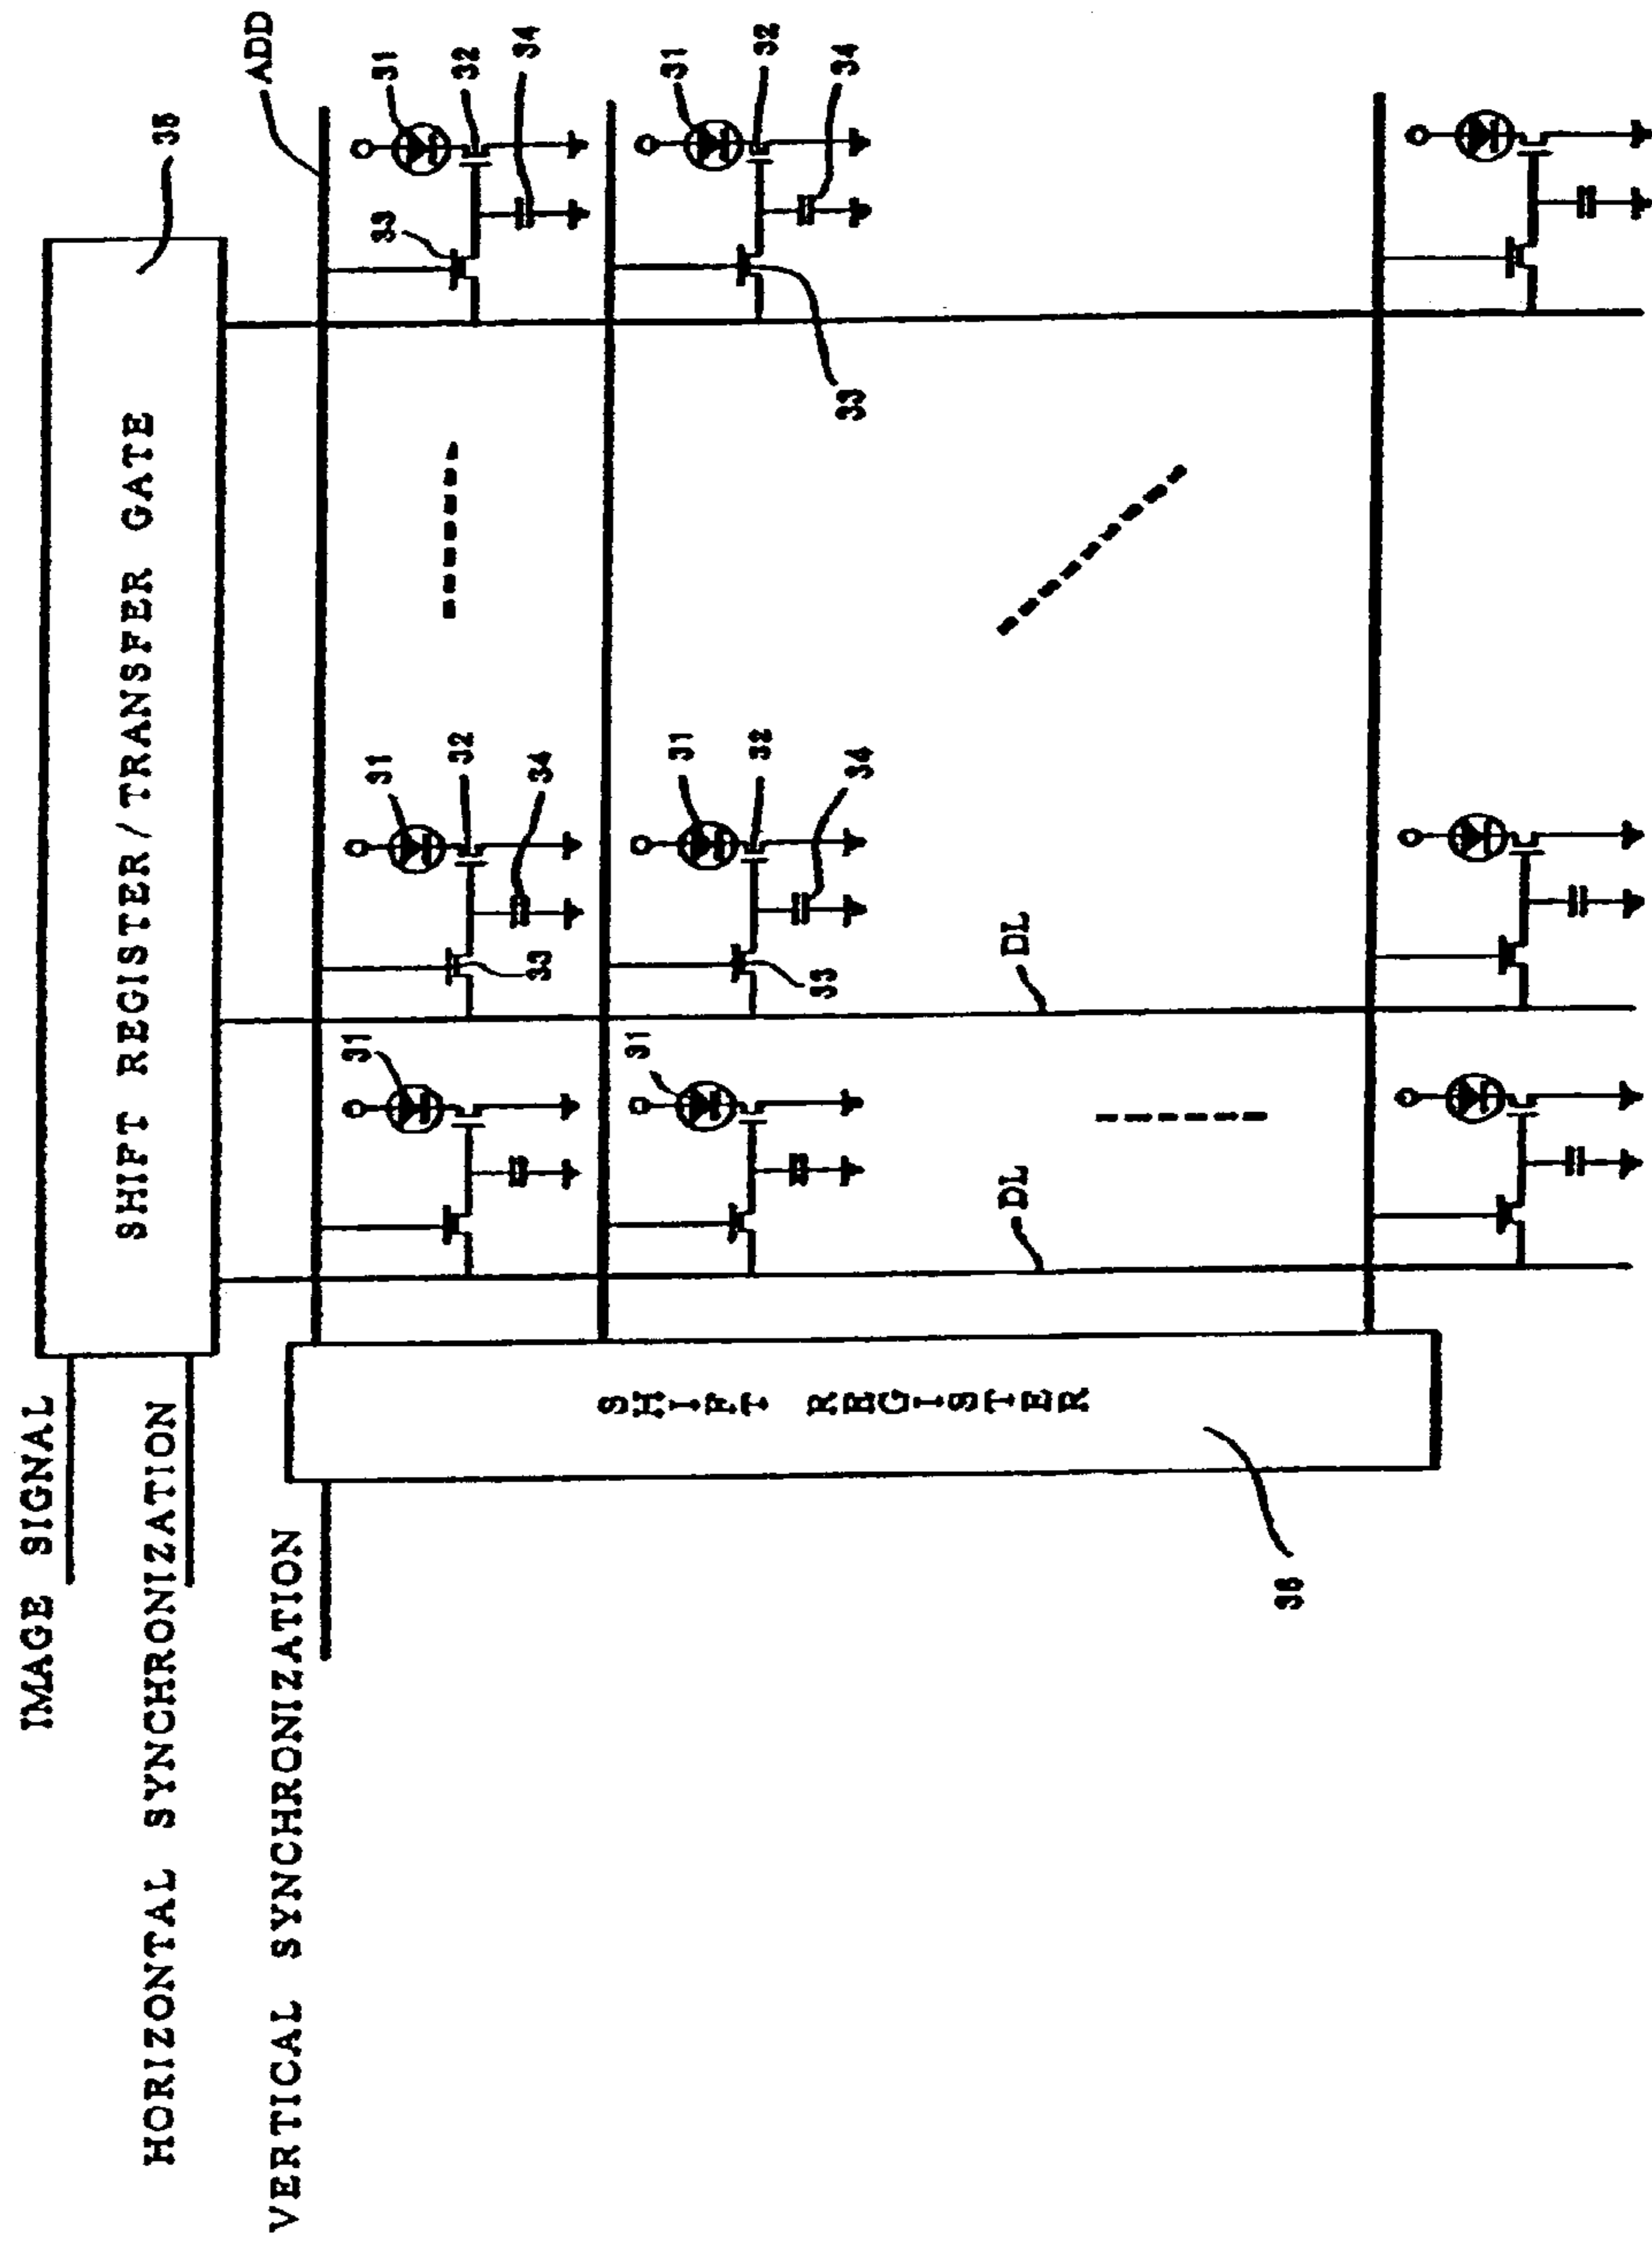 IMAGE SIGNAL
HORIZONTAL SYNCHRONIZATION
VERTICAL SYNCHRONIZATION
SHIFT REGISTER/TRANSFER GATE
35
ADD
SHIFT REGISTER
36
31
31
32
34
33
31
32
34
33
31
31
32
34
33
31
32
34
33
DL
DL